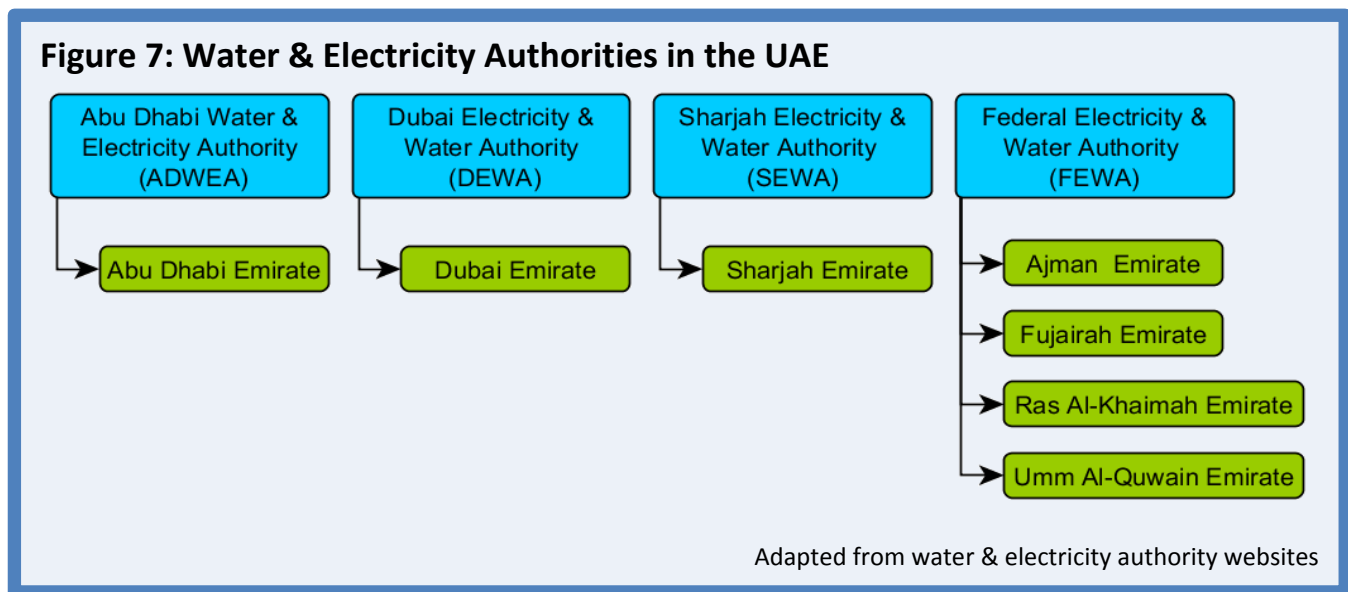 Figure 7: Water & Electricity Authorities in the UAE
Abu Dhabi Water &
Electricity Authority
(ADWEA)
Abu Dhabi Emirate
Dubai Electricity &
Water Authority
(DEWA)
Dubai Emirate
Sharjah Electricity &
Water Authority
(SEWA)
Sharjah Emirate
Federal Electricity &
Water Authority
(FEWA)
Ajman  Emirate
Fujairah Emirate
Ras Al-Khaimah Emirate
Umm Al-Quwain Emirate
Adapted from water & electricity authority websites